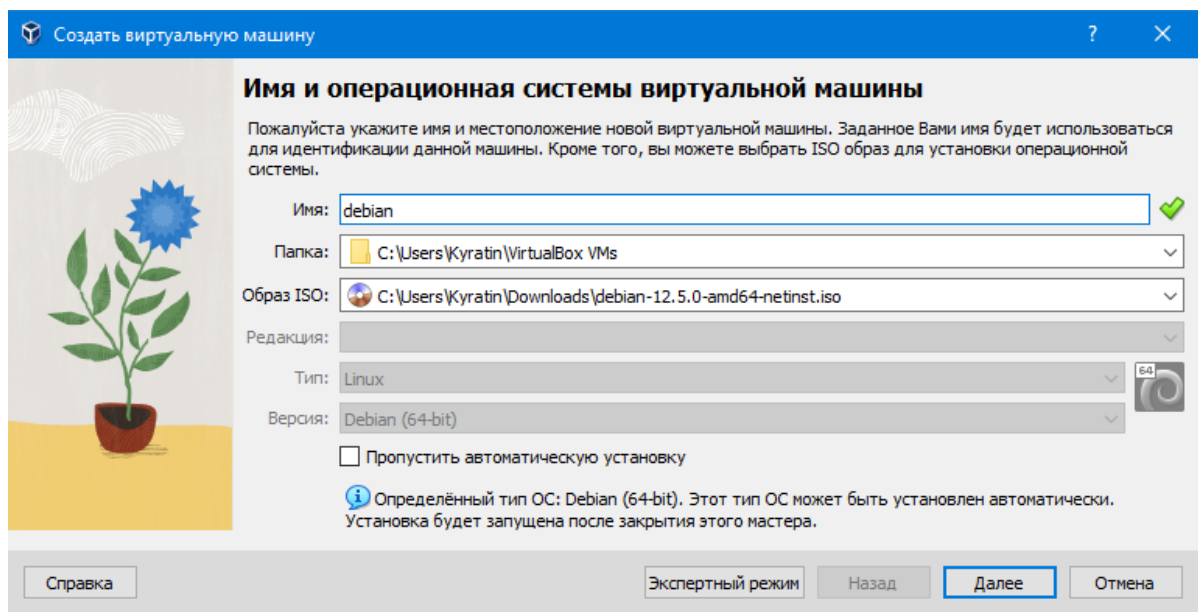 Создать виртуальную машину
?
Имя и операционная системы виртуальной машины
Пожалуйста укажите имя и местоположение новой виртуальной машины. Заданное Вами имя будет использоваться
для идентификации данной машины. Кроме того, вы можете выбрать ISO образ для установки операционной
системы.
Имя: debian
Папка: C:\Users\Kyratin\VirtualBox VMs
Образ ISO: C:\Users\Kyratin\Downloads\debian-12.5.0-amd64-netinst.iso
Редакция:
Тип: Linux
64
Версия: Debian (64-bit)
Пропустить автоматическую установку
Определённый тип ОС: Debian (64-bit). Этот тип ОС может быть установлен автоматически.
Установка будет запущена после закрытия этого мастера.
Справка Экспертный режим Назад Далее Отмена